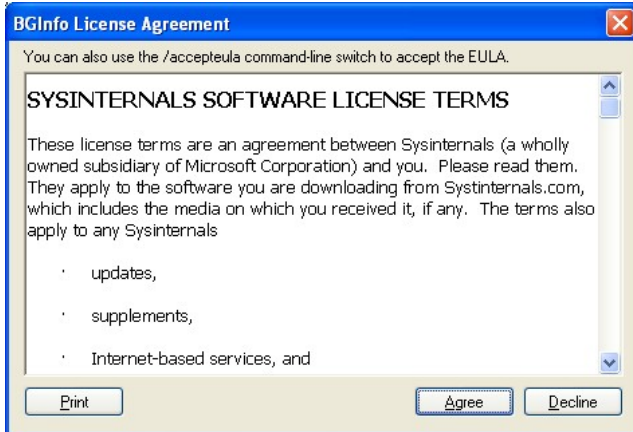 BGInfo License Agreement
You can also use the /accepteula command-line switch to accept the EULA.
SYSINTERNALS SOFTWARE LICENSE TERMS
These license terms are an agreement between Sysinternals (a wholly
owned subsidiary of Microsoft Corporation) and you.  Please read them.
They apply to the software you are downloading from Systinternals.com,
which includes the media on which you received it, if any.  The terms also
apply to any Sysinternals
· updates,
· supplements,
· Internet-based services, and
Print Agree Decline